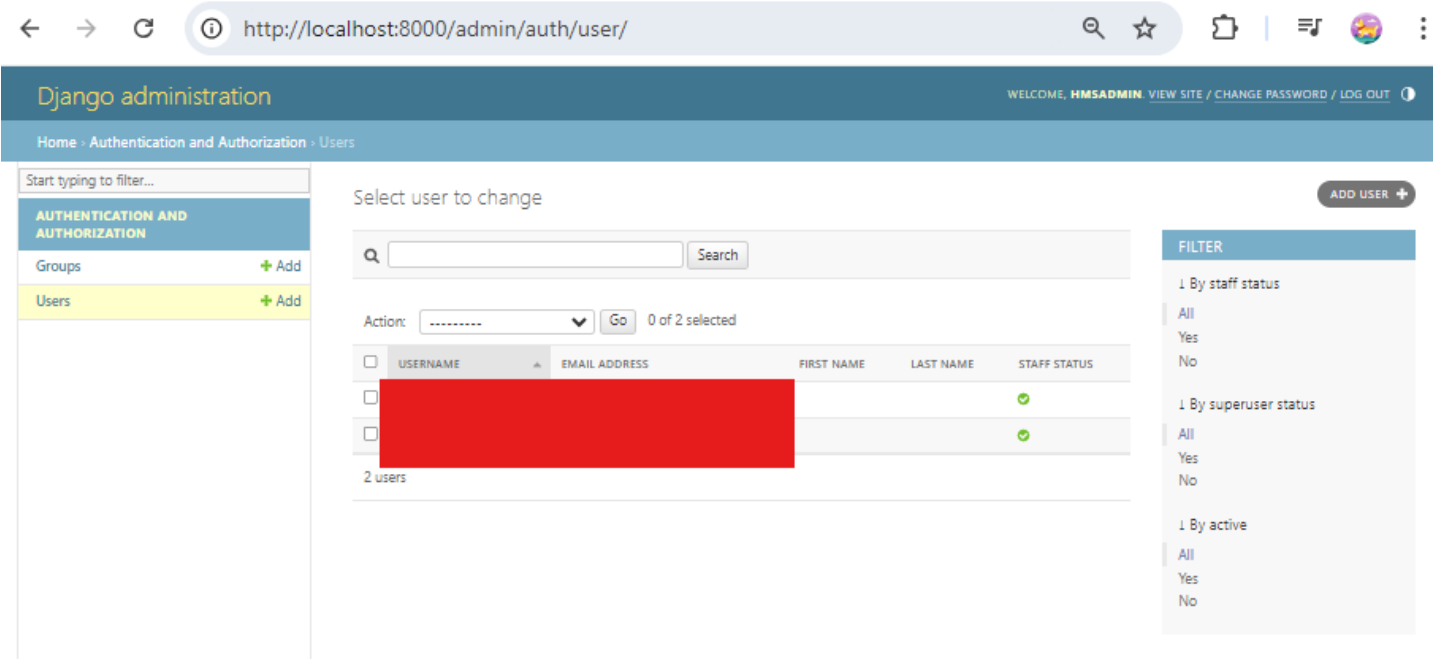 http://localhost:8000/admin/auth/user/
Django administration
WELCOME, HMSADMIN. VIEW SITE / CHANGE PASSWORD / LOG OUT
Home › Authentication and Authorization › Users
Start typing to filter...
AUTHENTICATION AND
AUTHORIZATION
Groups + Add
Users + Add
Select user to change
ADD USER +
Search
Action: --------- Go 0 of 2 selected
USERNAME EMAIL ADDRESS FIRST NAME LAST NAME STAFF STATUS
2 users
FILTER
↓ By staff status
All
Yes
No
↓ By superuser status
All
Yes
No
↓ By active
All
Yes
No